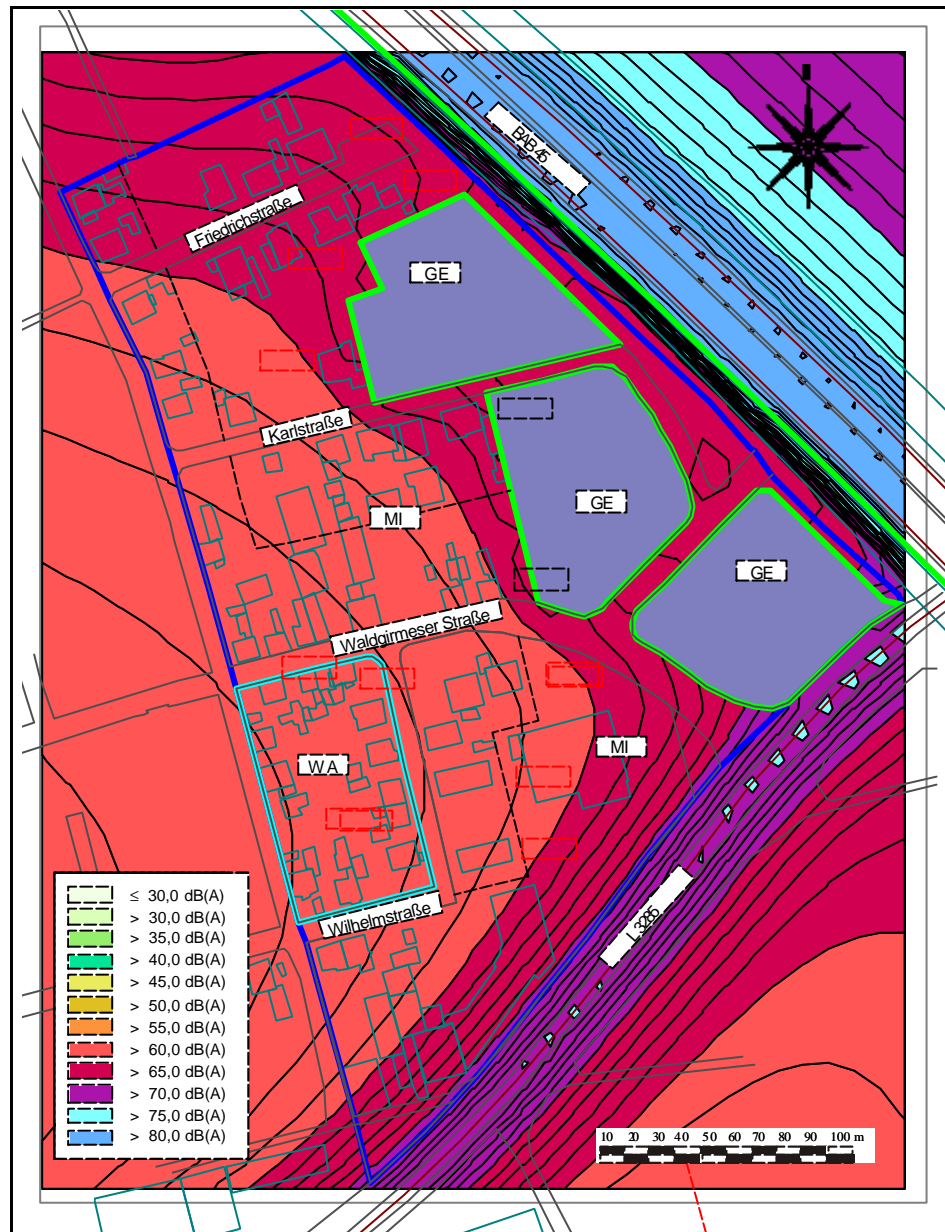 BAB 45
Friedrichstraße
GE
Karlstraße
MI
GE
GE
Waldgirmeser Straße
MI
WA
L 3285
Wilhelmstraße
≤ 30,0 dB(A)
> 30,0 dB(A)
> 35,0 dB(A)
> 40,0 dB(A)
> 45,0 dB(A)
> 50,0 dB(A)
> 55,0 dB(A)
> 60,0 dB(A)
> 65,0 dB(A)
> 70,0 dB(A)
> 75,0 dB(A)
> 80,0 dB(A)
10 20 30 40 50 60 70 80 90 100 m